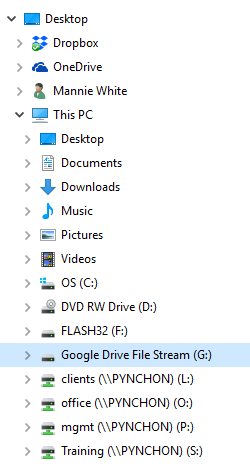 Desktop
Dropbox
OneDrive
Mannie White
This PC
Desktop
Documents
Downloads
Music
Pictures
Videos
OS (C:)
DVD RW Drive (D:)
FLASH32 (F:)
Google Drive File Stream (G:)
clients (\\PYNCHON) (L:)
office (\\PYNCHON) (O:)
mgmt (\\PYNCHON) (P:)
Training (\\PYNCHON) (S:)